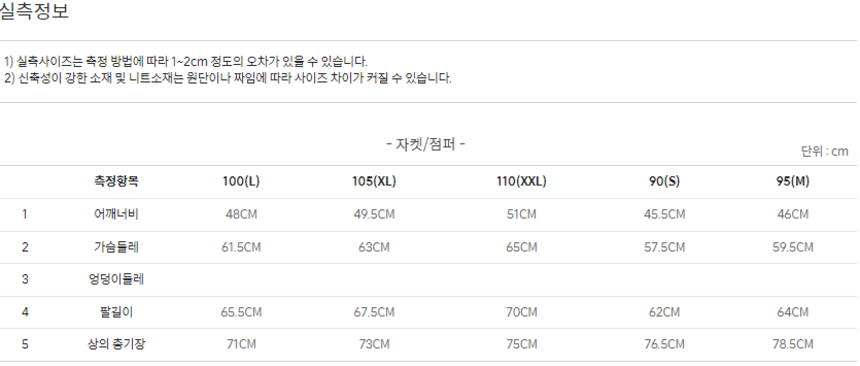 실측정보
1) 실측사이즈는 측정 방법에 따라 1~2cm 정도의 오차가 있을 수 있습니다.
2) 신축성이 강한 소재 및 니트소재는 원단이나 짜임에 따라 사이즈 차이가 커질 수 있습니다.
- 자켓/점퍼 -
단위 : cm
측정항목 100(L) 105(XL) 110(XXL) 90(S) 95(M)
1 어깨너비 48CM 49.5CM 51CM 45.5CM 46CM
2 가슴둘레 61.5CM 63CM 65CM 57.5CM 59.5CM
3 엉덩이둘레
4 팔길이 65.5CM 67.5CM 70CM 62CM 64CM
5 상의 총기장 71CM 73CM 75CM 76.5CM 78.5CM